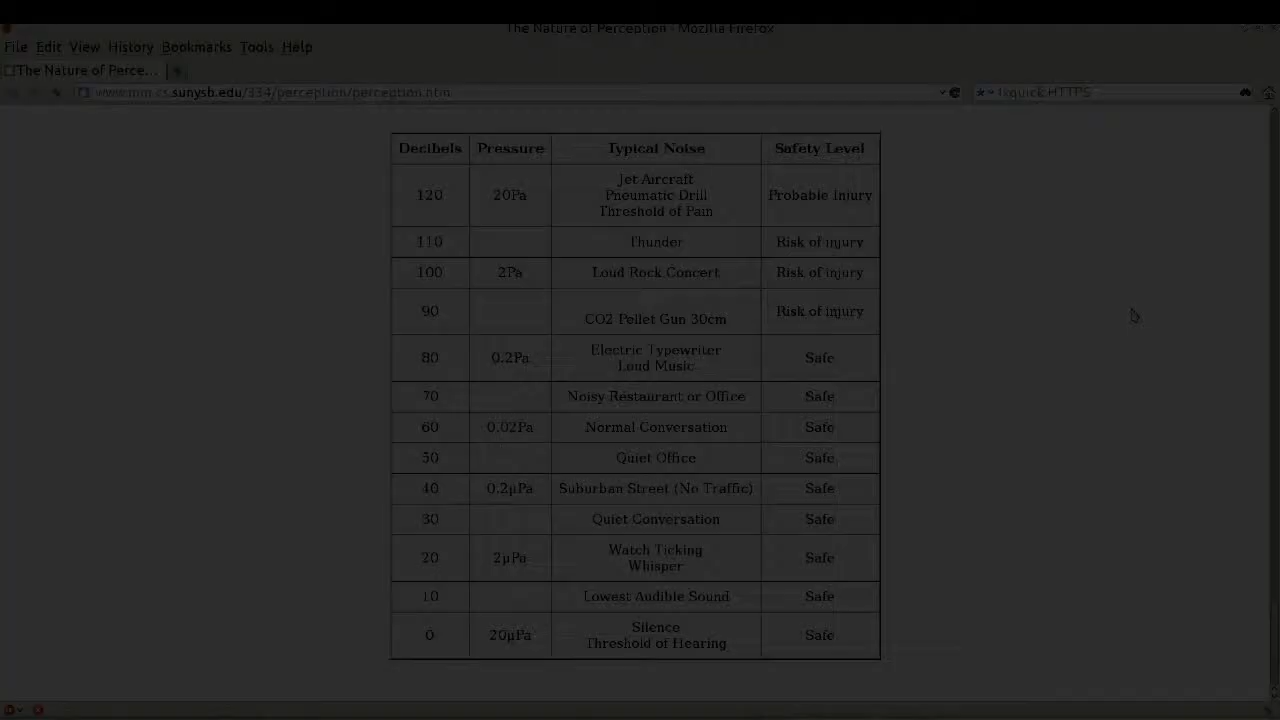 The Nature of Perception - Mozilla Firefox
File Edit View History Bookmarks Tools Help
The Nature of Perce...
www.mm.cs.sunysb.edu/334/perception/perception.htm
Ixquick HTTPS
Decibels Pressure Typical Noise Safety Level
120 20Pa Jet Aircraft
Pneumatic Drill
Threshold of Pain Probable Injury
110 Thunder Risk of injury
100 2Pa Loud Rock Concert Risk of injury
90 CO2 Pellet Gun 30cm Risk of injury
80 0.2Pa Electric Typewriter
Loud Music Safe
70 Noisy Restaurant or Office Safe
60 0.02Pa Normal Conversation Safe
50 Quiet Office Safe
40 0.2µPa Suburban Street (No Traffic) Safe
30 Quiet Conversation Safe
20 2µPa Watch Ticking
Whisper Safe
10 Lowest Audible Sound Safe
0 20µPa Silence
Threshold of Hearing Safe